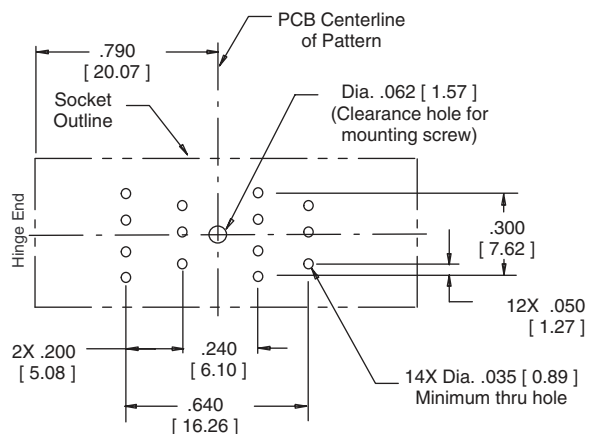 PCB Centerline
of Pattern
.790
[ 20.07 ]
Socket
Outline
Dia. .062 [ 1.57 ]
(Clearance hole for
mounting screw)
Hinge End
.300
[ 7.62 ]
12X .050
[ 1.27 ]
2X .200
[ 5.08 ]
.240
[ 6.10 ]
14X Dia. .035 [ 0.89 ]
Minimum thru hole
.640
[ 16.26 ]